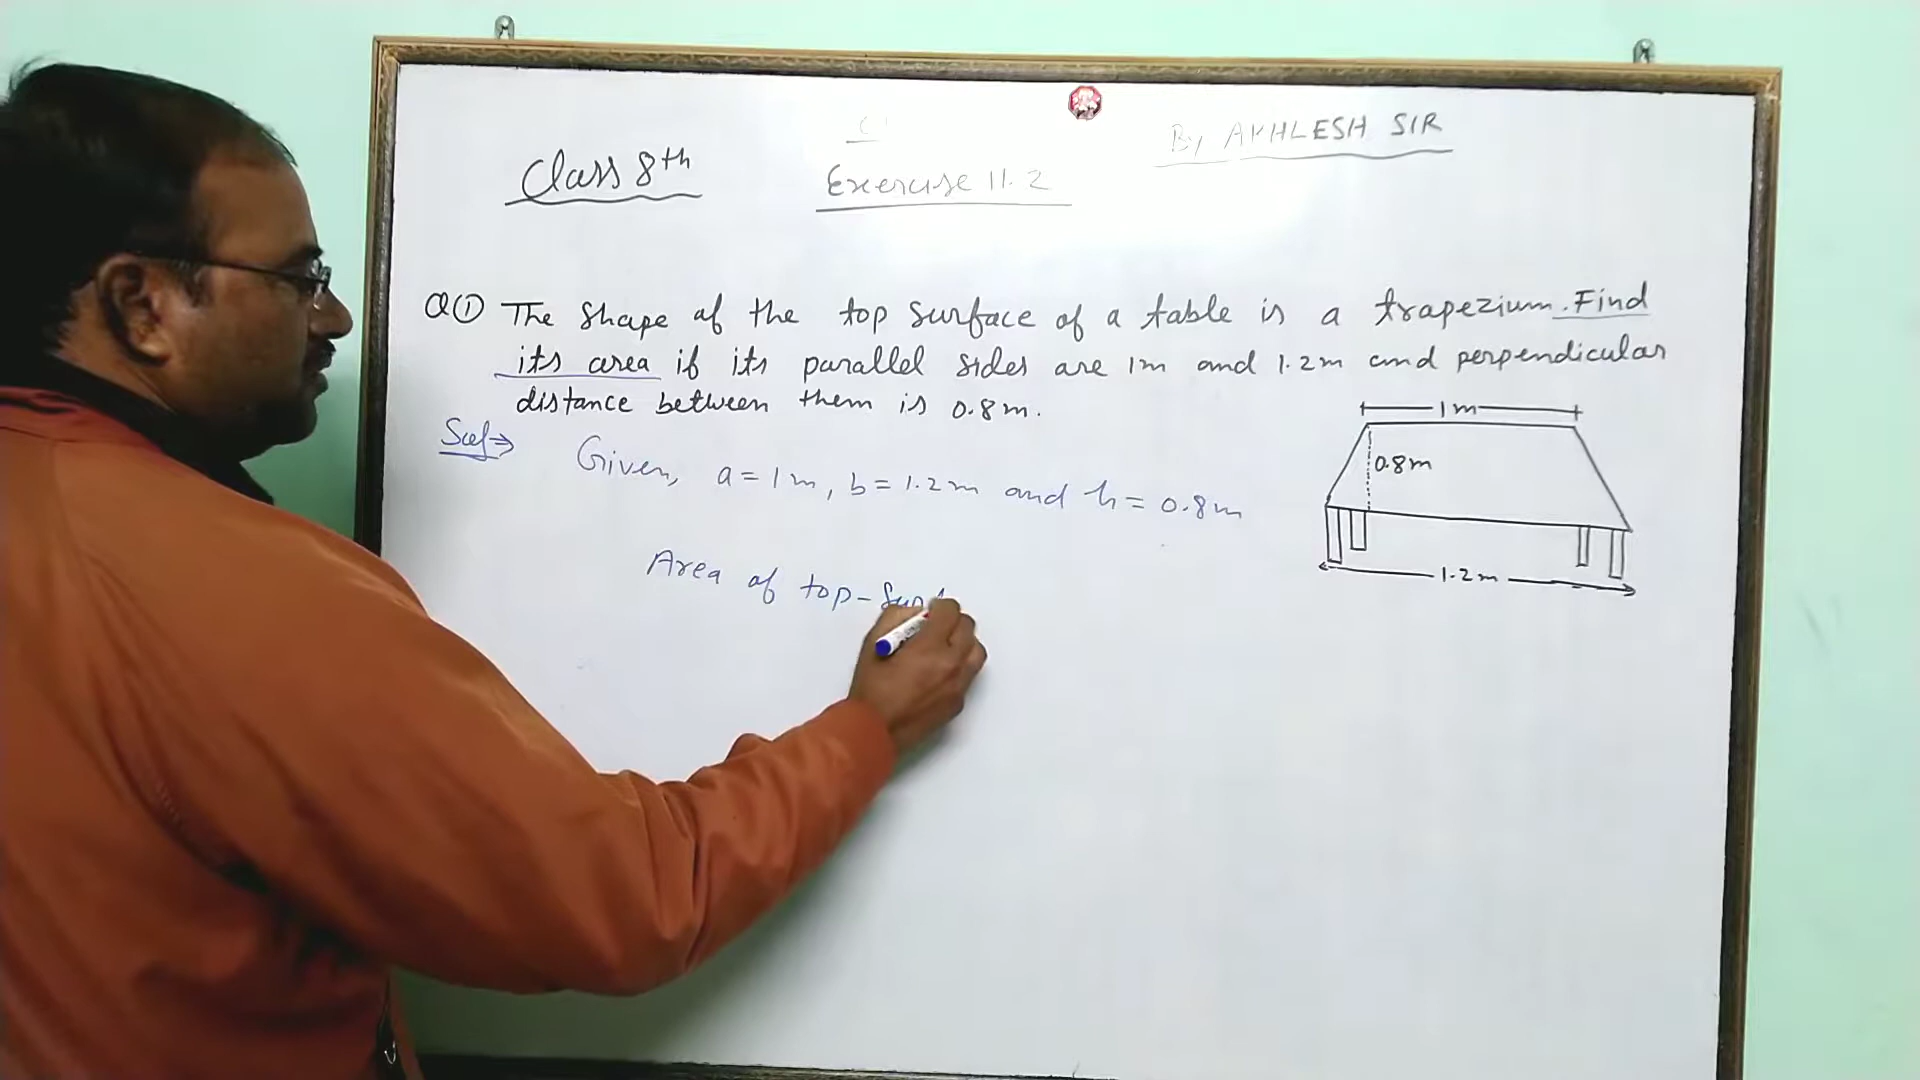 By AKHLESH SIR
Class 8th
Exercise 11.2
Q① The shape of the top surface of a table is a trapezium. Find
its area if its parallel sides are 1m and 1.2m and perpendicular
distance between them is 0.8m.
1m
0.8m
1.2m
Sol⇒
Given, a = 1m, b = 1.2m and h = 0.8m
Area of top-Surf